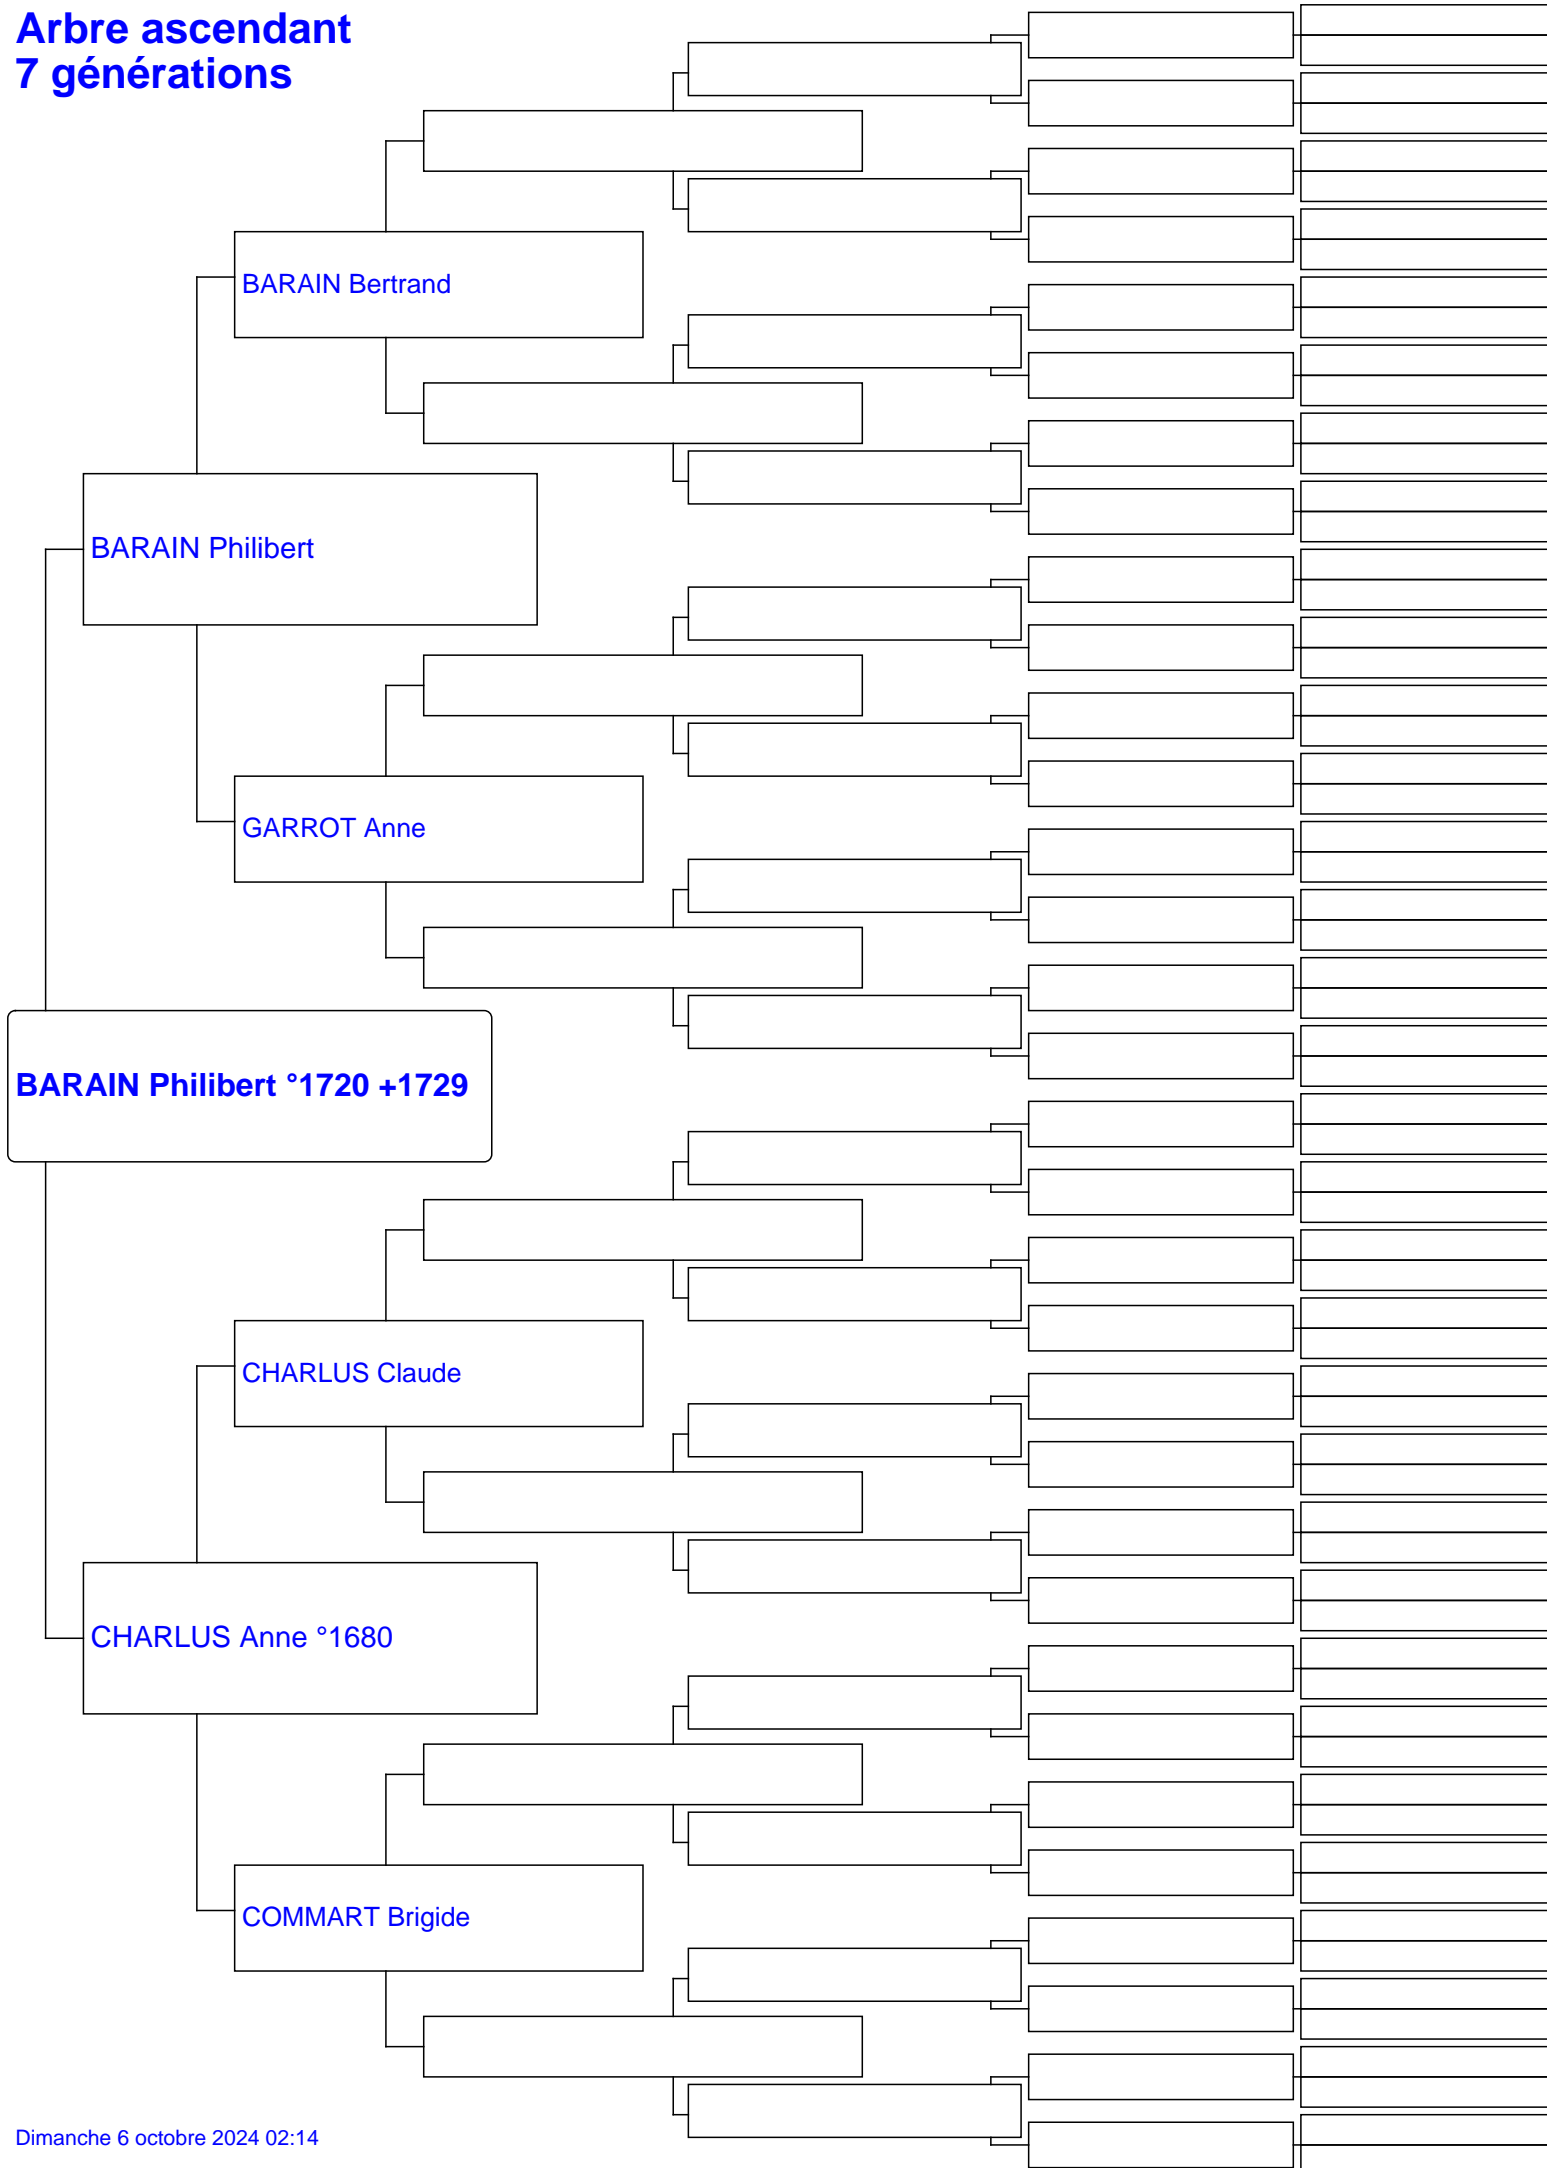 Arbre ascendant
7 générations
BARAIN Bertrand
BARAIN Philibert
GARROT Anne
BARAIN Philibert °1720 +1729
CHARLUS Claude
CHARLUS Anne °1680
COMMART Brigide
Dimanche 6 octobre 2024 02:14